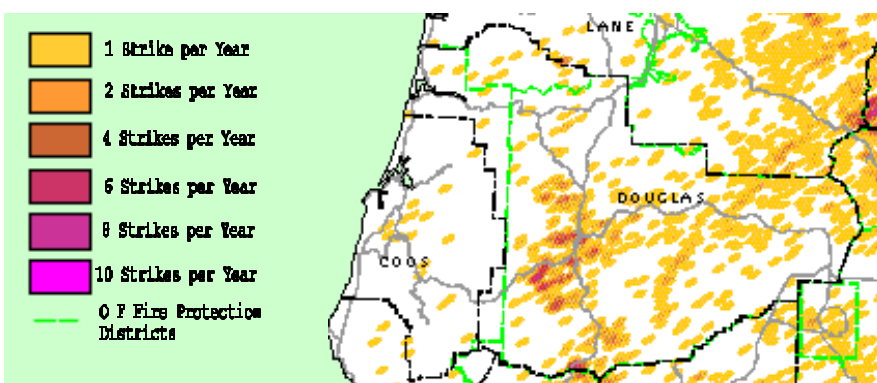 1 Strike per Year
2 Strikes per Year
4 Strikes per Year
6 Strikes per Year
8 Strikes per Year
10 Strikes per Year
O F Fire Protection
Districts
LANE
DOUGLAS
COOS